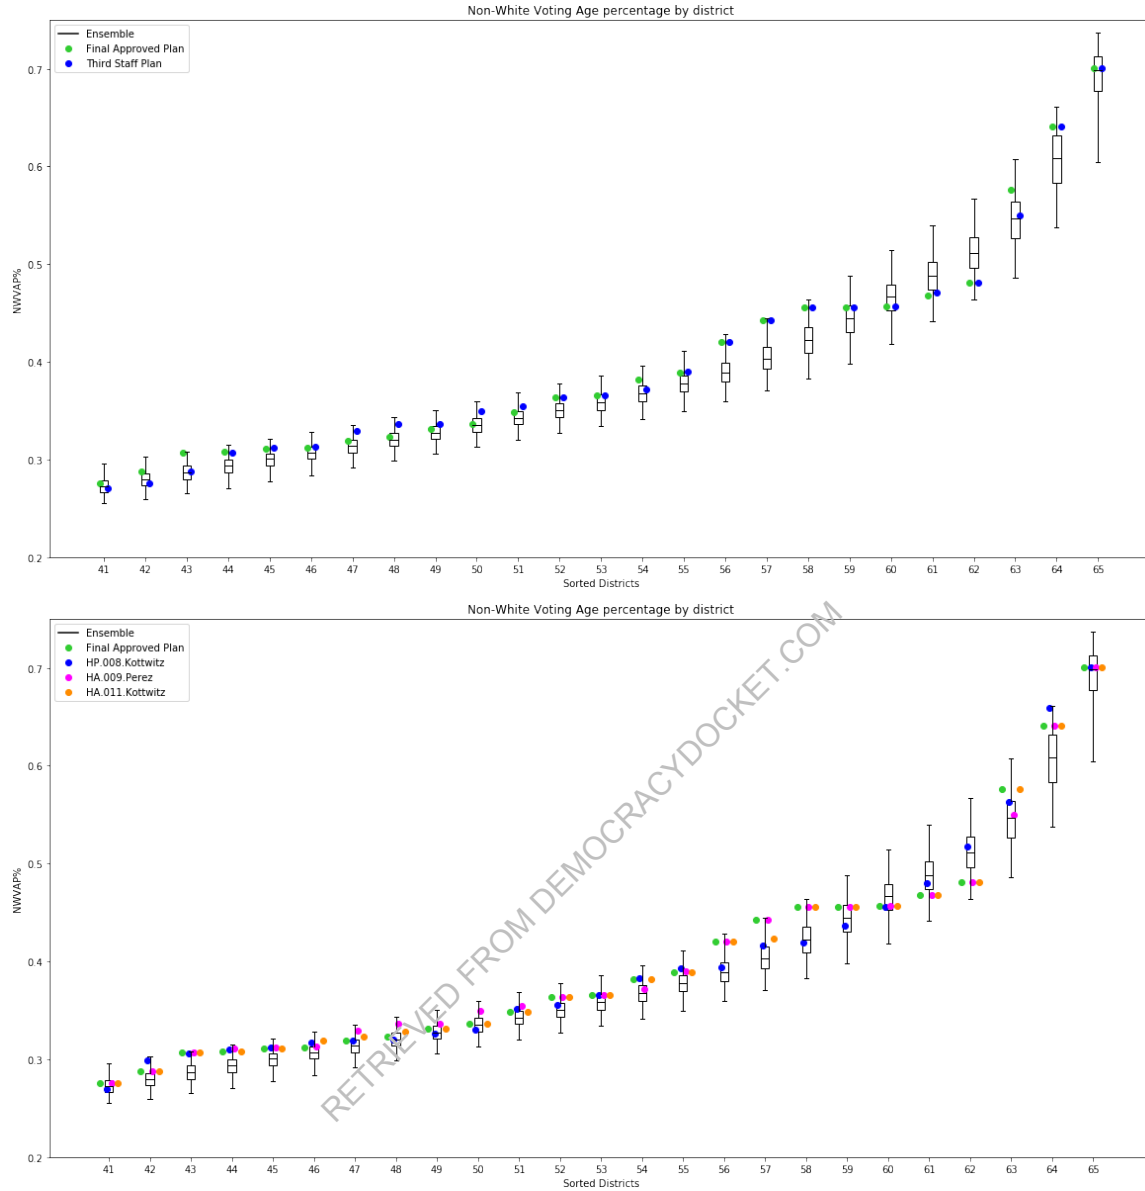 Non-White Voting Age percentage by district
Ensemble
Final Approved Plan
Third Staff Plan
0.7
0.6
0.5
0.4
0.3
0.2
NWVAP%
41 42 43 44 45 46 47 48 49 50 51 52 53 54 55 56 57 58 59 60 61 62 63 64 65
Sorted Districts
Non-White Voting Age percentage by district
Ensemble
Final Approved Plan
HP.008.Kottwitz
HA.009.Perez
HA.011.Kottwitz
0.7
0.6
0.5
0.4
0.3
0.2
NWVAP%
41 42 43 44 45 46 47 48 49 50 51 52 53 54 55 56 57 58 59 60 61 62 63 64 65
Sorted Districts
RETRIEVED FROM DEMOCRACYDOCKET.COM